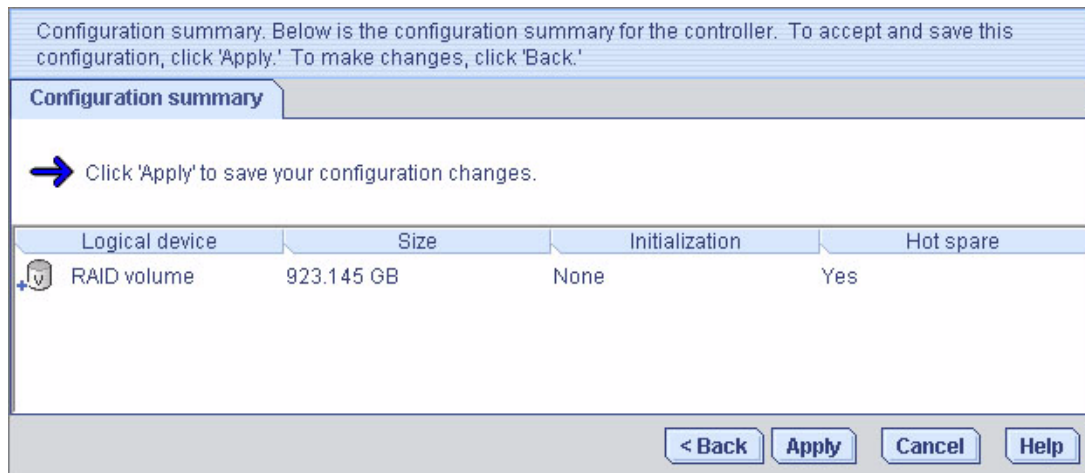 Configuration summary. Below is the configuration summary for the controller. To accept and save this
configuration, click 'Apply.' To make changes, click 'Back.'
Configuration summary
Click 'Apply' to save your configuration changes.
Logical device Size Initialization Hot spare
RAID volume 923.145 GB None Yes
< Back Apply Cancel Help